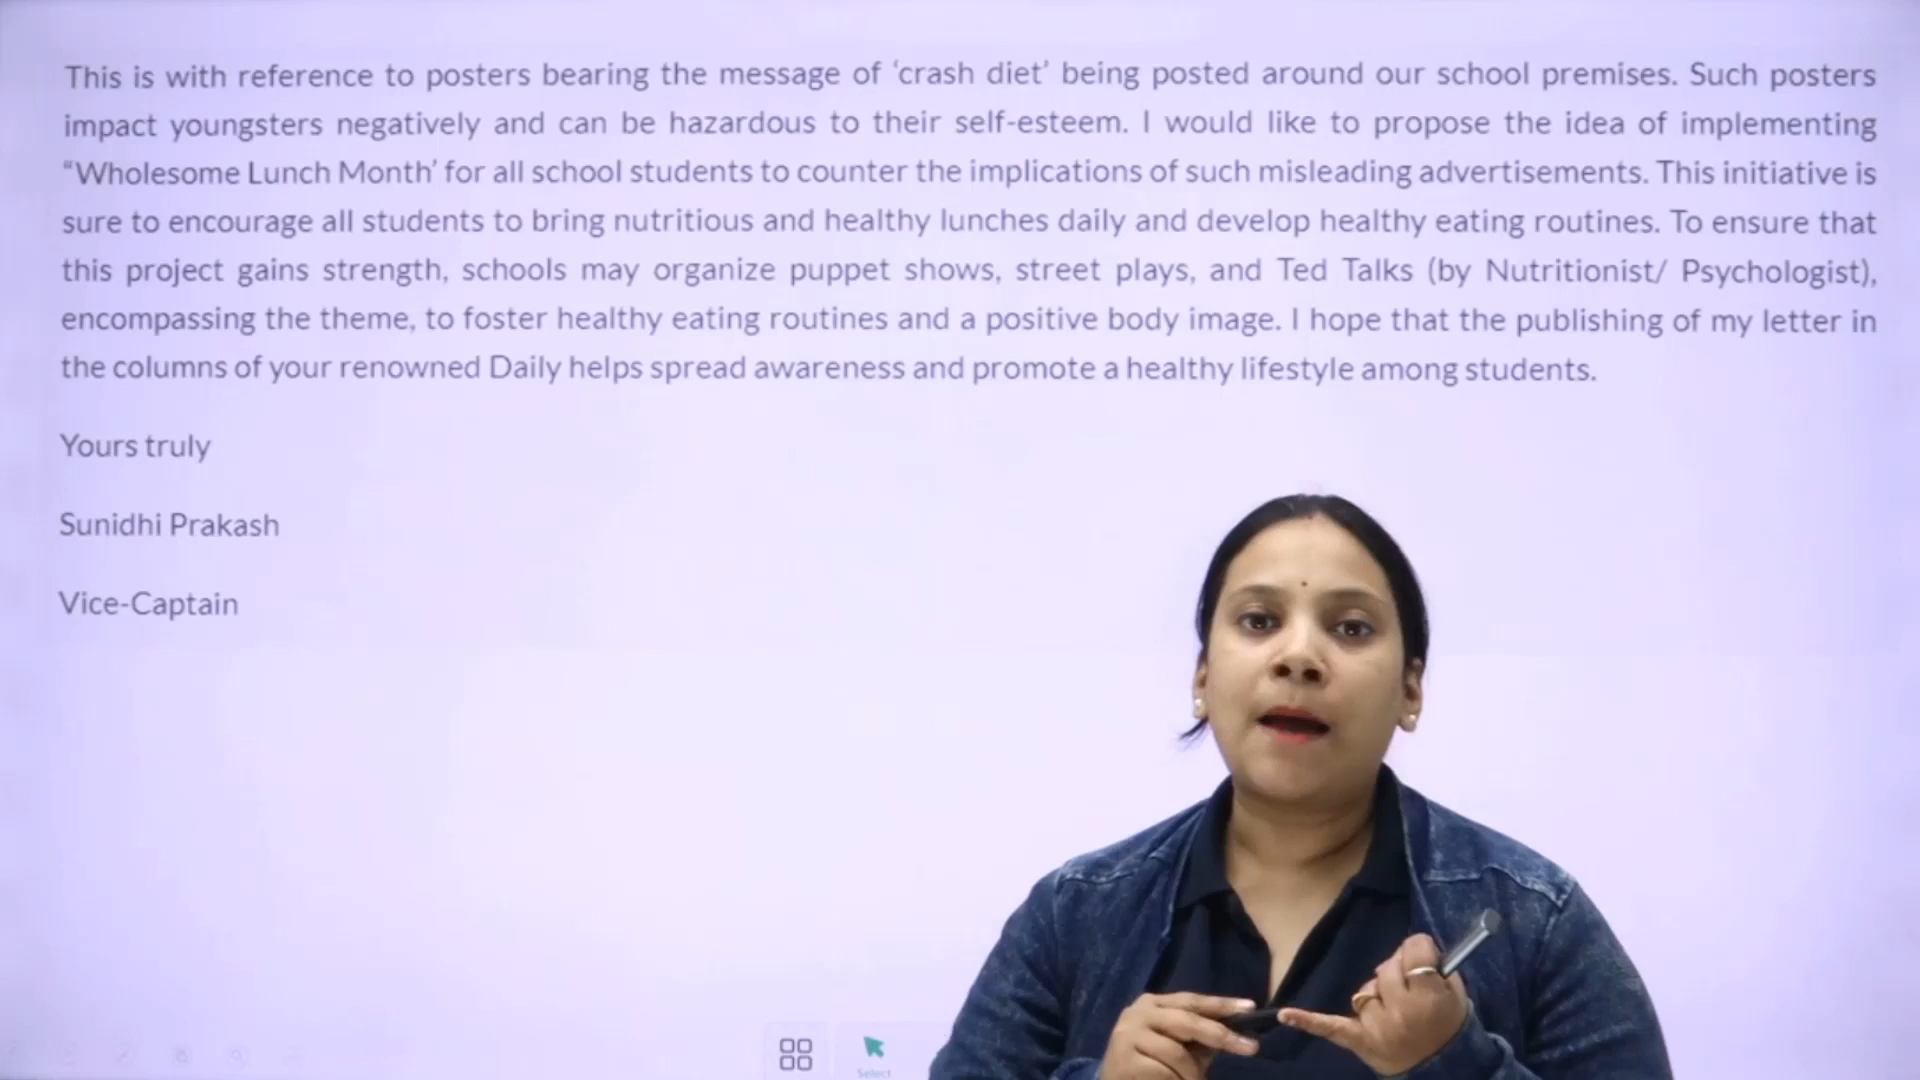 This is with reference to posters bearing the message of ‘crash diet’ being posted around our school premises. Such posters
impact youngsters negatively and can be hazardous to their self-esteem. I would like to propose the idea of implementing
“Wholesome Lunch Month’ for all school students to counter the implications of such misleading advertisements. This initiative is
sure to encourage all students to bring nutritious and healthy lunches daily and develop healthy eating routines. To ensure that
this project gains strength, schools may organize puppet shows, street plays, and Ted Talks (by Nutritionist/ Psychologist),
encompassing the theme, to foster healthy eating routines and a positive body image. I hope that the publishing of my letter in
the columns of your renowned Daily helps spread awareness and promote a healthy lifestyle among students.
Yours truly
Sunidhi Prakash
Vice-Captain
Select